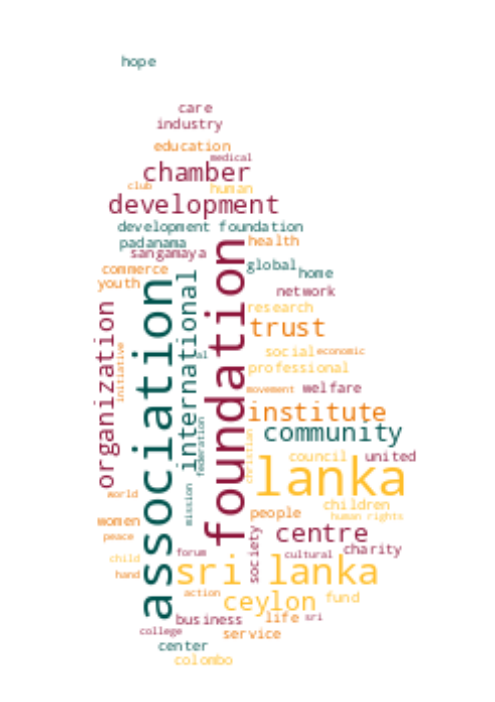 hope
care
industry
education
medical
chamber
club
human
development
development foundation
padanama
health
sangamaya
global
commerce
home
youth
network
international
foundation
association
organization
research
trust
initiative
social
economic
professional
movement
welfare
institute
community
federation
christian
council
united
lanka
mission
world
children
people
human rights
women
peace
centre
society
forum
cultural
charity
child
hand
sri lanka
action
ceylon
fund
business
life
sri
college
service
center
colombo